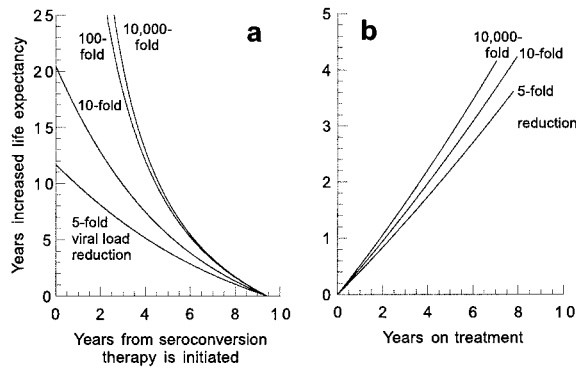 a
Years increased life expectancy
25
20
15
10
5
0
100-
fold
10,000-
fold
10-fold
5-fold
viral load
reduction
0 2 4 6 8 10
Years from seroconversion
therapy is initiated
b
5
4
3
2
1
0
10,000-
fold
10-fold
5-fold
reduction
0 2 4 6 8 10
Years on treatment